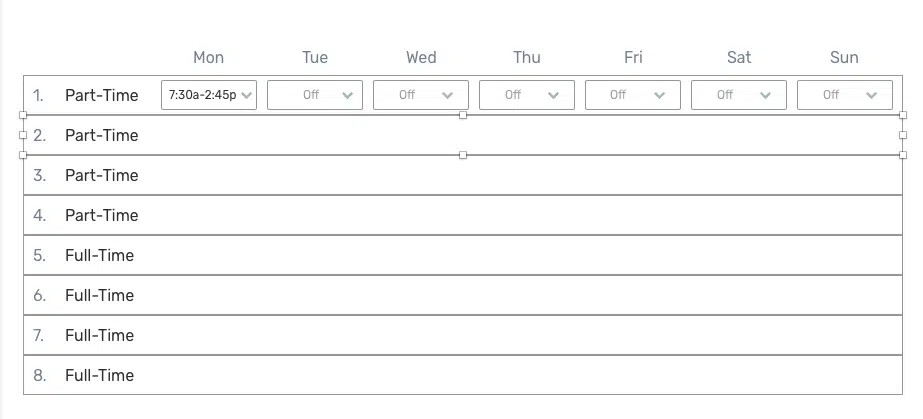 Mon Tue Wed Thu Fri Sat Sun
1. Part-Time 7:30a-2:45p Off Off Off Off Off Off
2. Part-Time
3. Part-Time
4. Part-Time
5. Full-Time
6. Full-Time
7. Full-Time
8. Full-Time